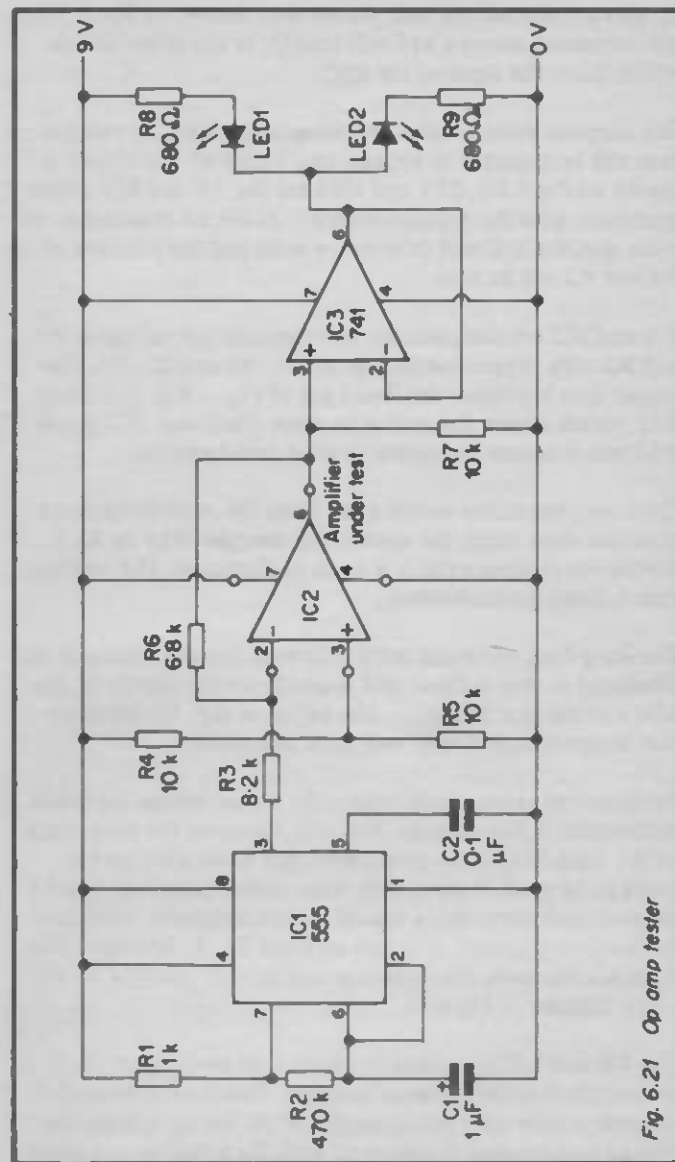 9 V
R1
1 k
R2
470 k
C1
+
1 µF
4
8
7
6
2
IC1
555
3
5
1
C2
0·1
µF
R3
8·2 k
R4
10 k
R5
10 k
R6
6·8 k
2
-
3
+
7
IC2
4
6
Amplifier
under test
R7
10 k
3
+
2
-
7
IC3
741
4
6
R8
680Ω
LED1
LED2
R9
680Ω
0 V
Fig. 6.21 Op amp tester